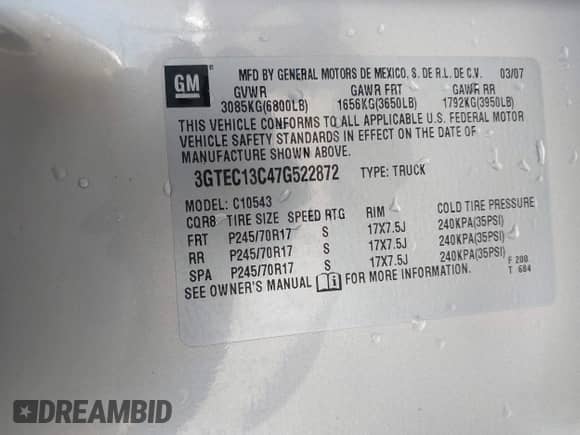 GM ® MFD BY GENERAL MOTORS DE MEXICO, S. DE R.L. DE C.V. 03/07
GVWR GAWR FRT GAWR RR
3085KG(6800LB) 1656KG(3650LB) 1792KG(3950LB)
THIS VEHICLE CONFORMS TO ALL APPLICABLE U.S. FEDERAL MOTOR
VEHICLE SAFETY STANDARDS IN EFFECT ON THE DATE OF
MANUFACTURE SHOWN ABOVE.
3GTEC13C47G522872 TYPE: TRUCK
MODEL: C10543
CQR8 TIRE SIZE SPEED RTG RIM COLD TIRE PRESSURE
FRT P245/70R17 S 17X7.5J 240KPA(35PSI)
RR P245/70R17 S 17X7.5J 240KPA(35PSI)
SPA P245/70R17 S 17X7.5J 240KPA(35PSI)
F 200
SEE OWNER'S MANUAL FOR MORE INFORMATION. T 684
DREAMBID